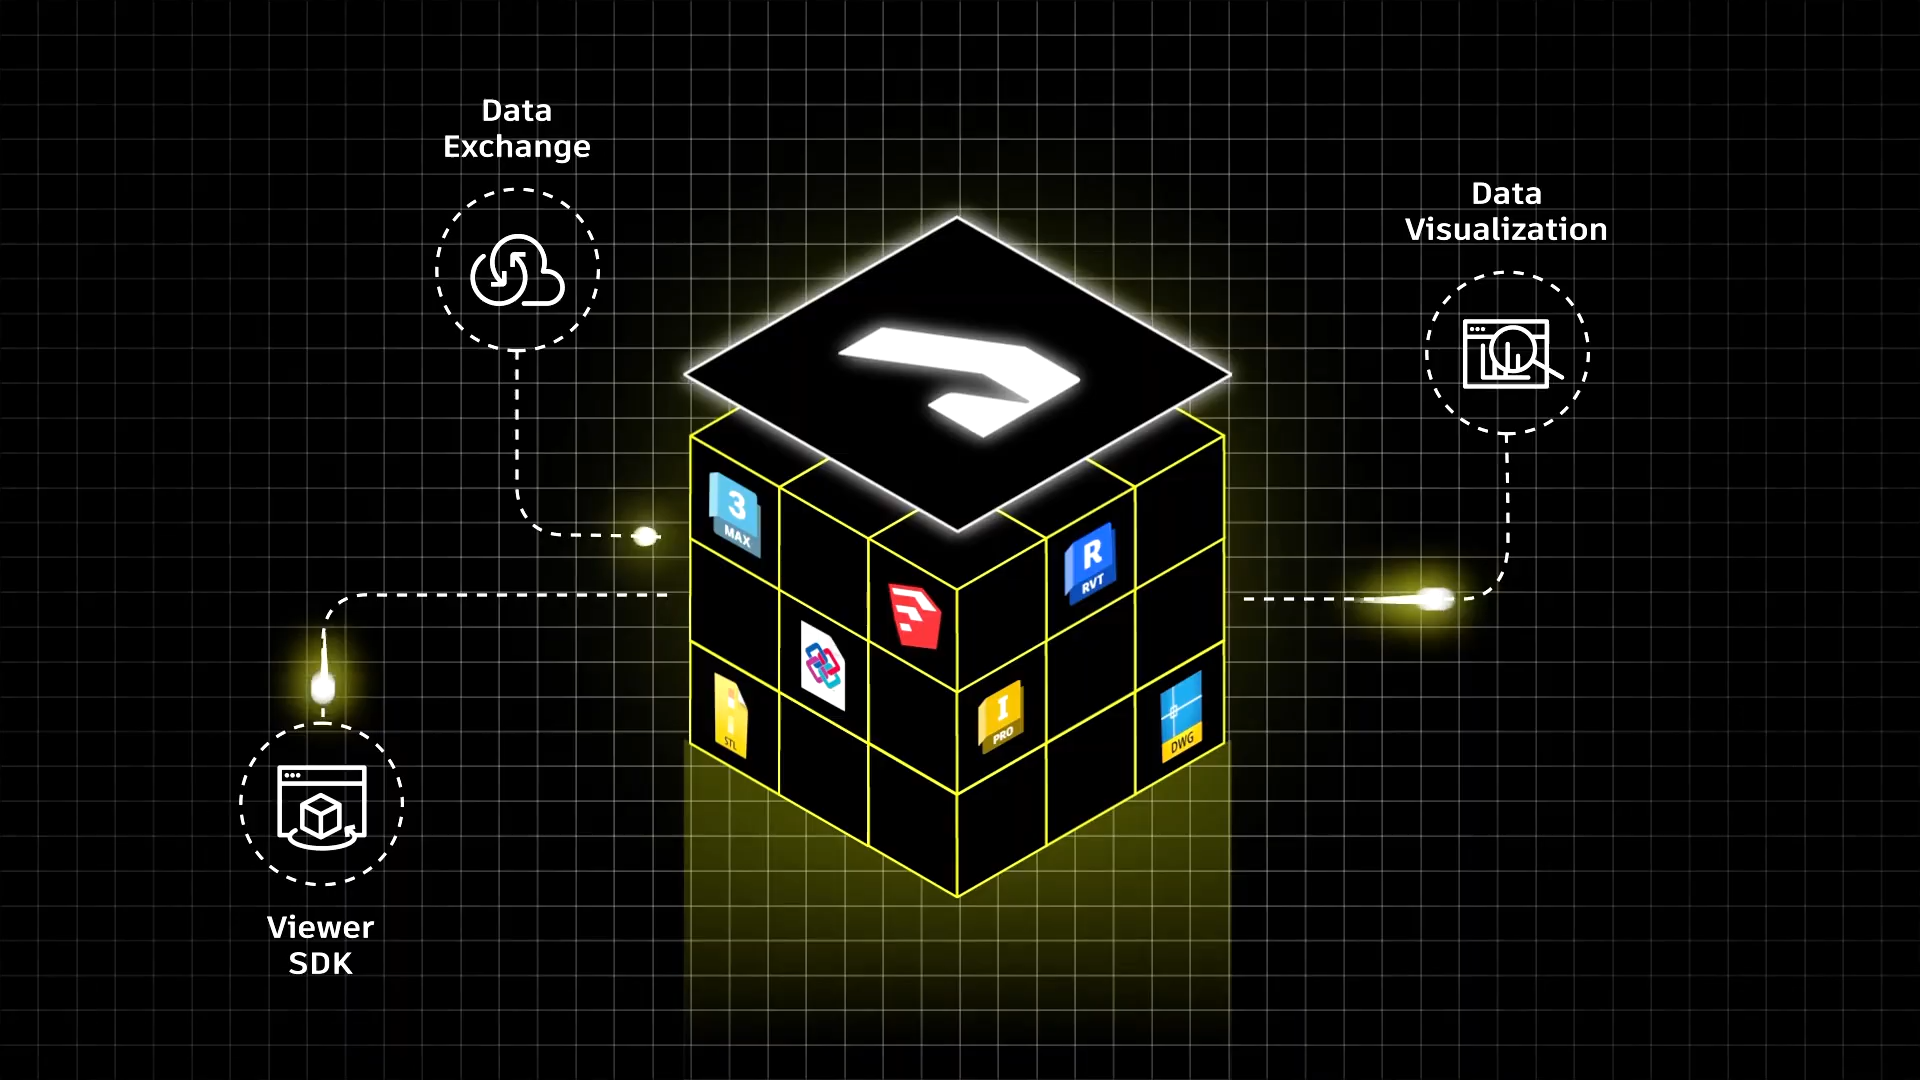 Data
Exchange
Data
Visualization
3
MAX
R
RVT
I
PRO
STL
DWG
Viewer
SDK